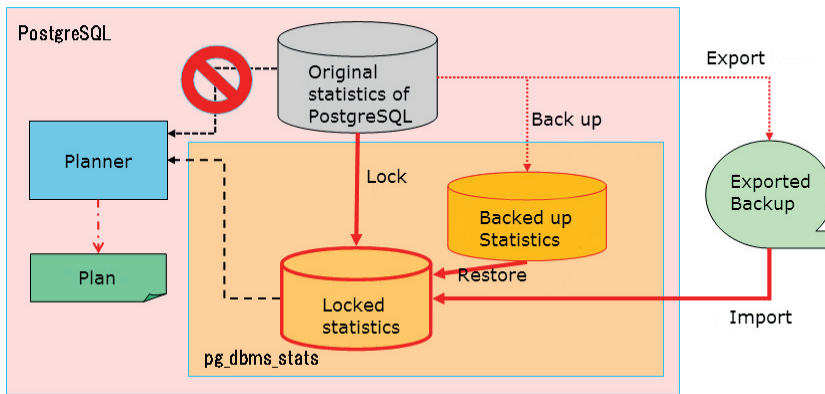 PostgreSQL
Original
statistics of
PostgreSQL
Export
Back up
Planner
Lock
Exported
Backup
Backed up
Statistics
Plan
Restore
Locked
statistics
Import
pg_dbms_stats